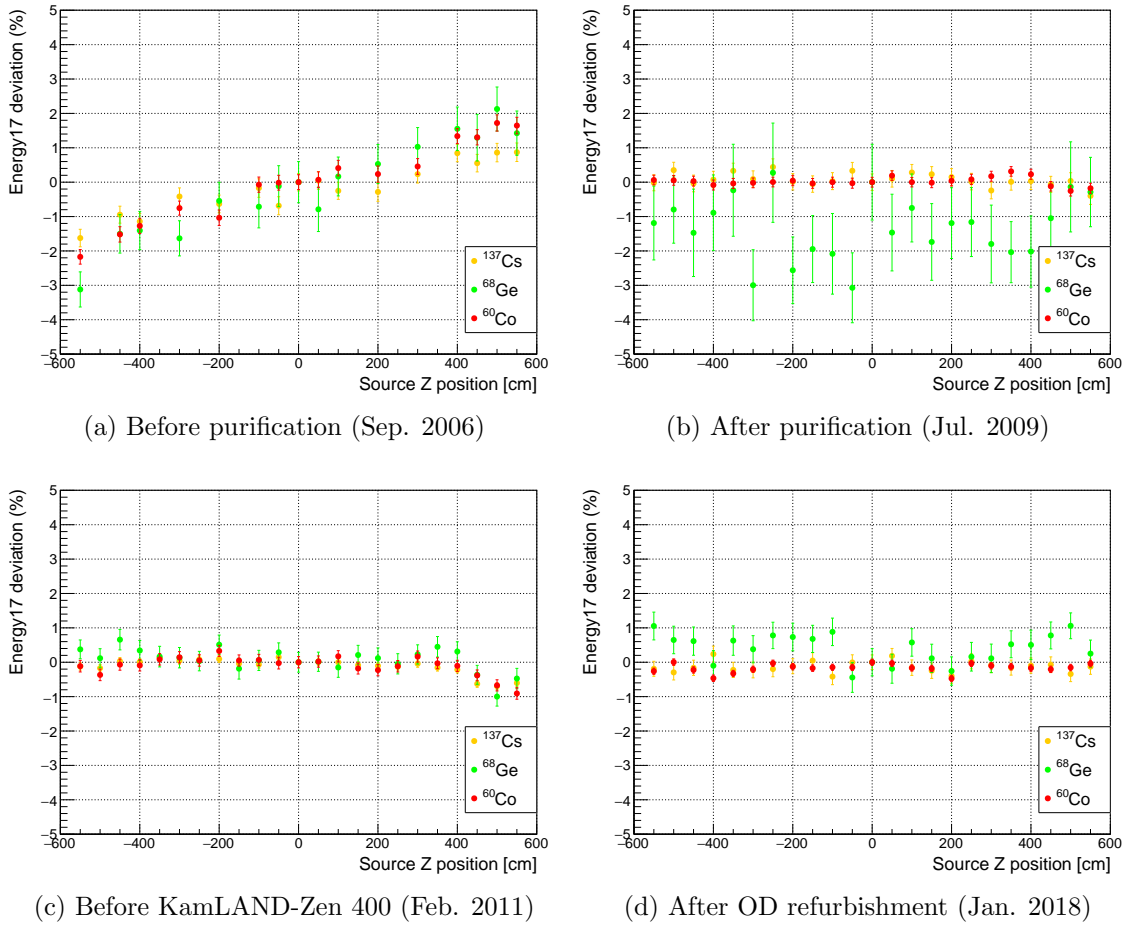 Energy17 deviation (%)
5
4
3
2
1
0
−1
−2
−3
−4
−5
−600 −400 −200 0 200 400 600
Source Z position [cm]
137Cs
68Ge
60Co
(a) Before purification (Sep. 2006)
Energy17 deviation (%)
5
4
3
2
1
0
−1
−2
−3
−4
−5
−600 −400 −200 0 200 400 600
Source Z position [cm]
137Cs
68Ge
60Co
(b) After purification (Jul. 2009)
Energy17 deviation (%)
5
4
3
2
1
0
−1
−2
−3
−4
−5
−600 −400 −200 0 200 400 600
Source Z position [cm]
137Cs
68Ge
60Co
(c) Before KamLAND-Zen 400 (Feb. 2011)
Energy17 deviation (%)
5
4
3
2
1
0
−1
−2
−3
−4
−5
−600 −400 −200 0 200 400 600
Source Z position [cm]
137Cs
68Ge
60Co
(d) After OD refurbishment (Jan. 2018)